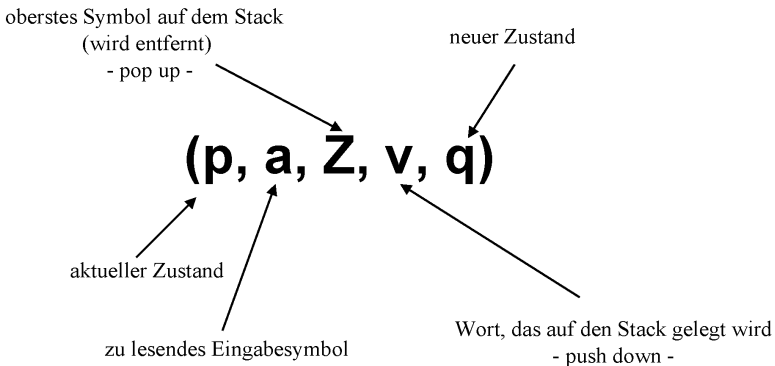 oberstes Symbol auf dem Stack
(wird entfernt)
- pop up -
neuer Zustand
(p, a, Z, v, q)
aktueller Zustand
zu lesendes Eingabesymbol
Wort, das auf den Stack gelegt wird
- push down -